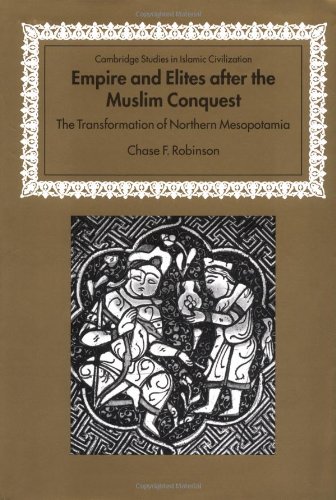 Cambridge Studies in Islamic Civilization
Empire and Elites after the
Muslim Conquest
The Transformation of Northern Mesopotamia
Chase F. Robinson